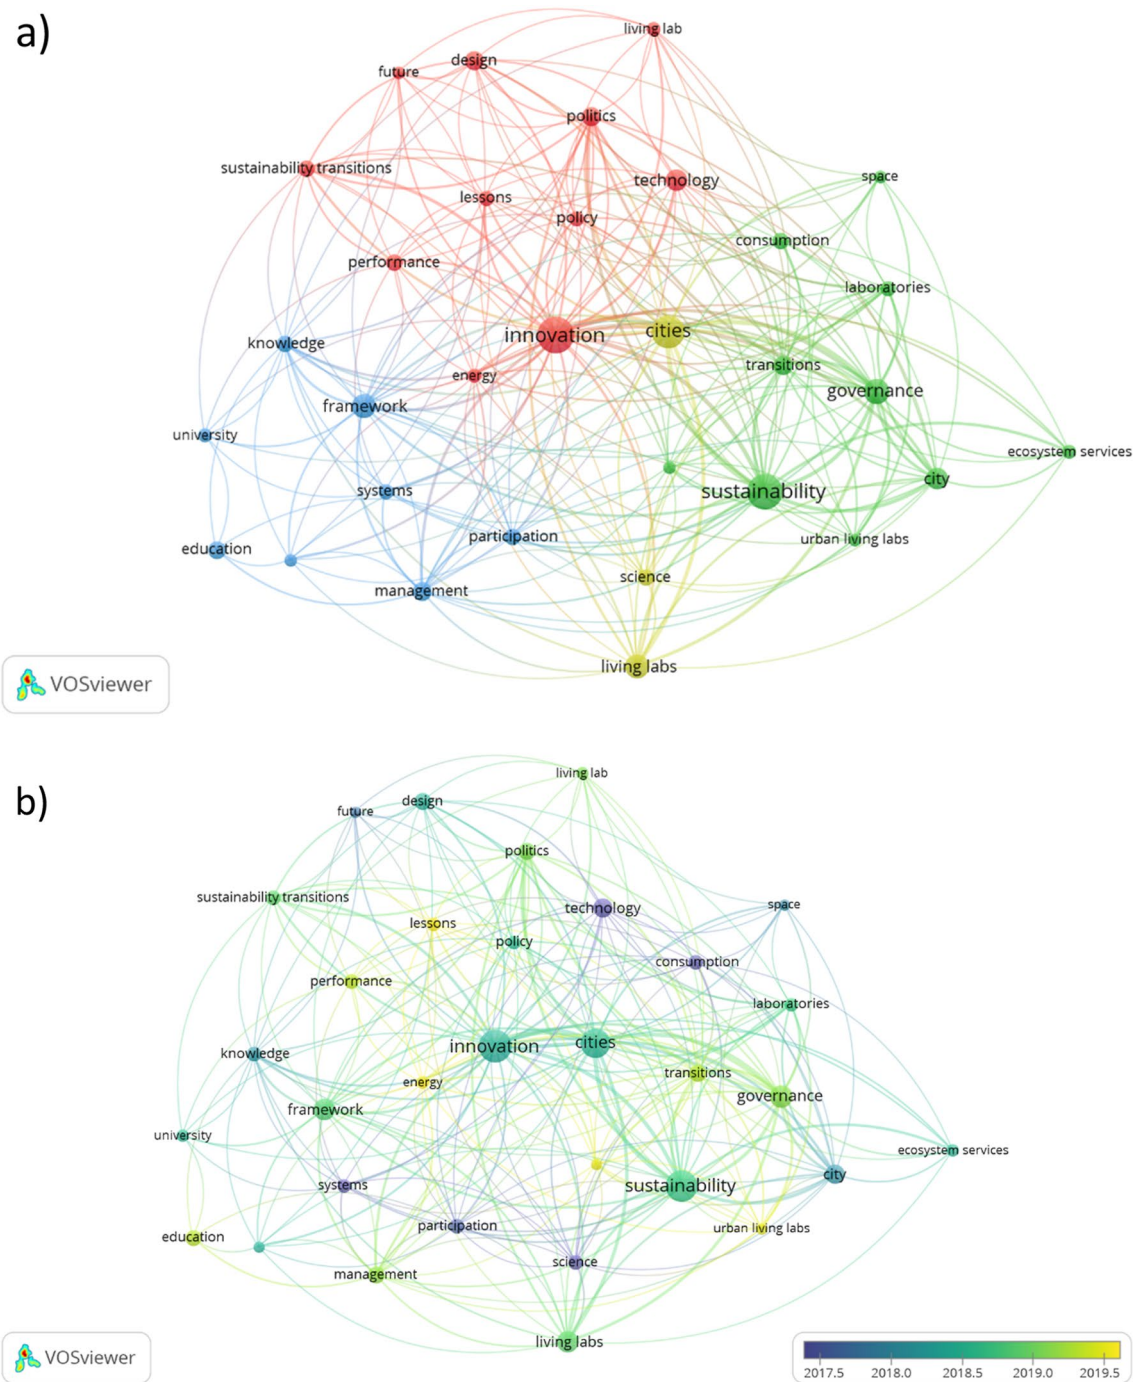 a)
living lab
design
future
politics
sustainability transitions
technology
space
lessons
policy
consumption
performance
laboratories
innovation
cities
knowledge
transitions
energy
governance
framework
university
ecosystem services
city
systems
sustainability
participation
urban living labs
education
science
management
living labs
VOSviewer
b)
living lab
design
future
politics
sustainability transitions
technology
space
lessons
policy
consumption
performance
laboratories
innovation
cities
knowledge
transitions
energy
governance
framework
university
ecosystem services
city
systems
sustainability
participation
urban living labs
education
science
management
living labs
VOSviewer
2017.5 2018.0 2018.5 2019.0 2019.5